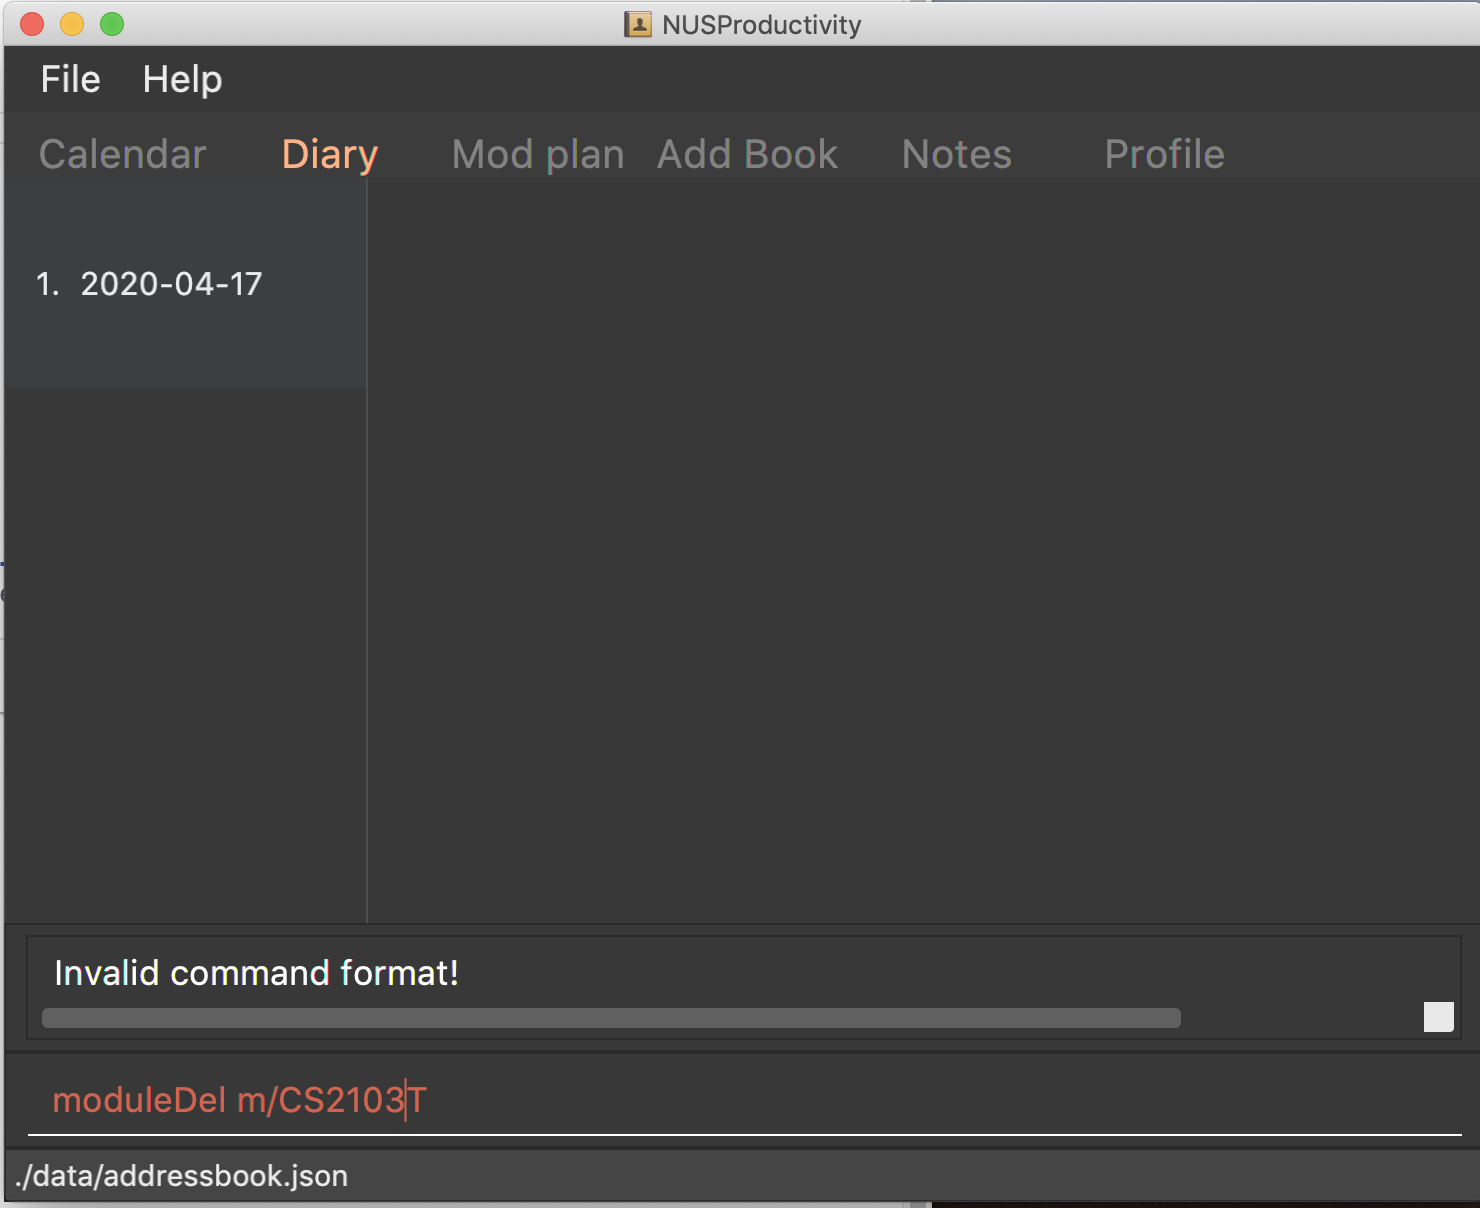 NUSProductivity
File Help
Calendar Diary Mod plan Add Book Notes Profile
1. 2020-04-17
Invalid command format!
moduleDel m/CS2103T
./data/addressbook.json